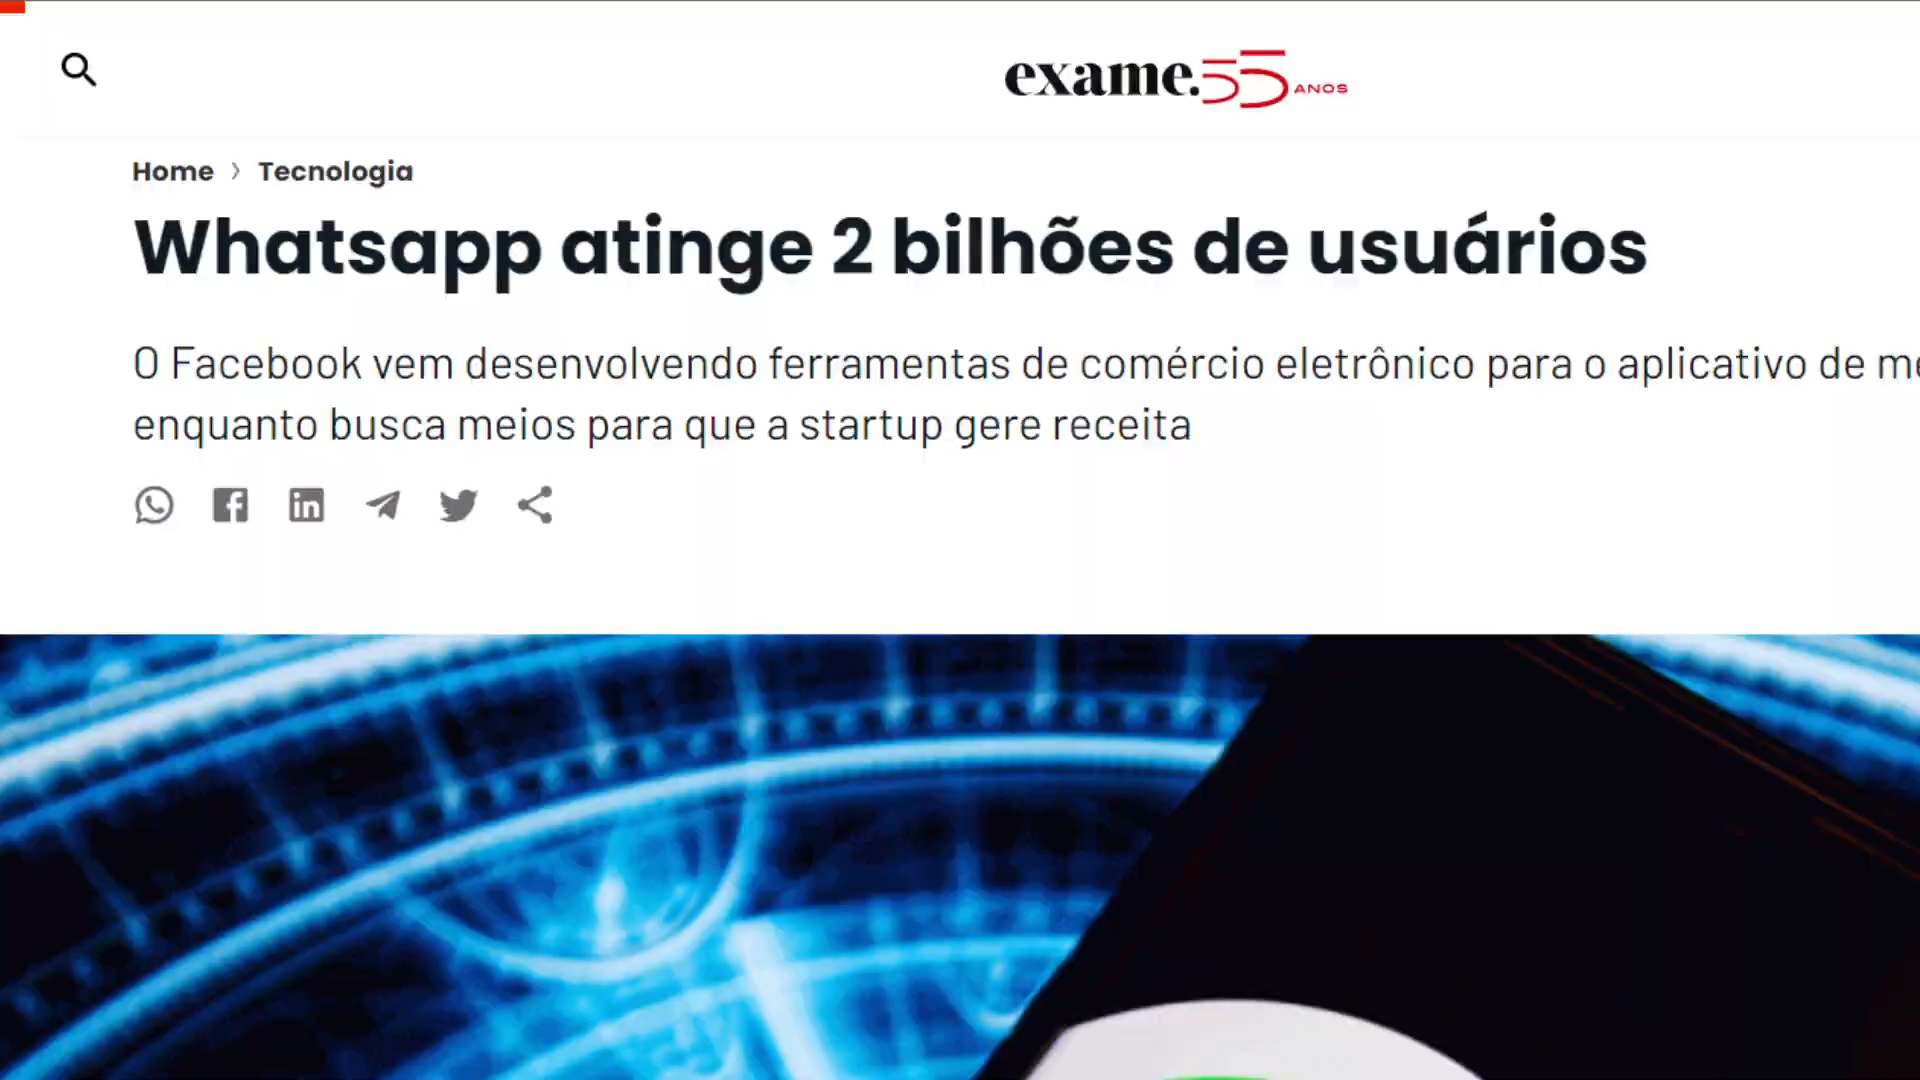 exame.55 ANOS
Home > Tecnologia
Whatsapp atinge 2 bilhões de usuários
O Facebook vem desenvolvendo ferramentas de comércio eletrônico para o aplicativo de
enquanto busca meios para que a startup gere receita